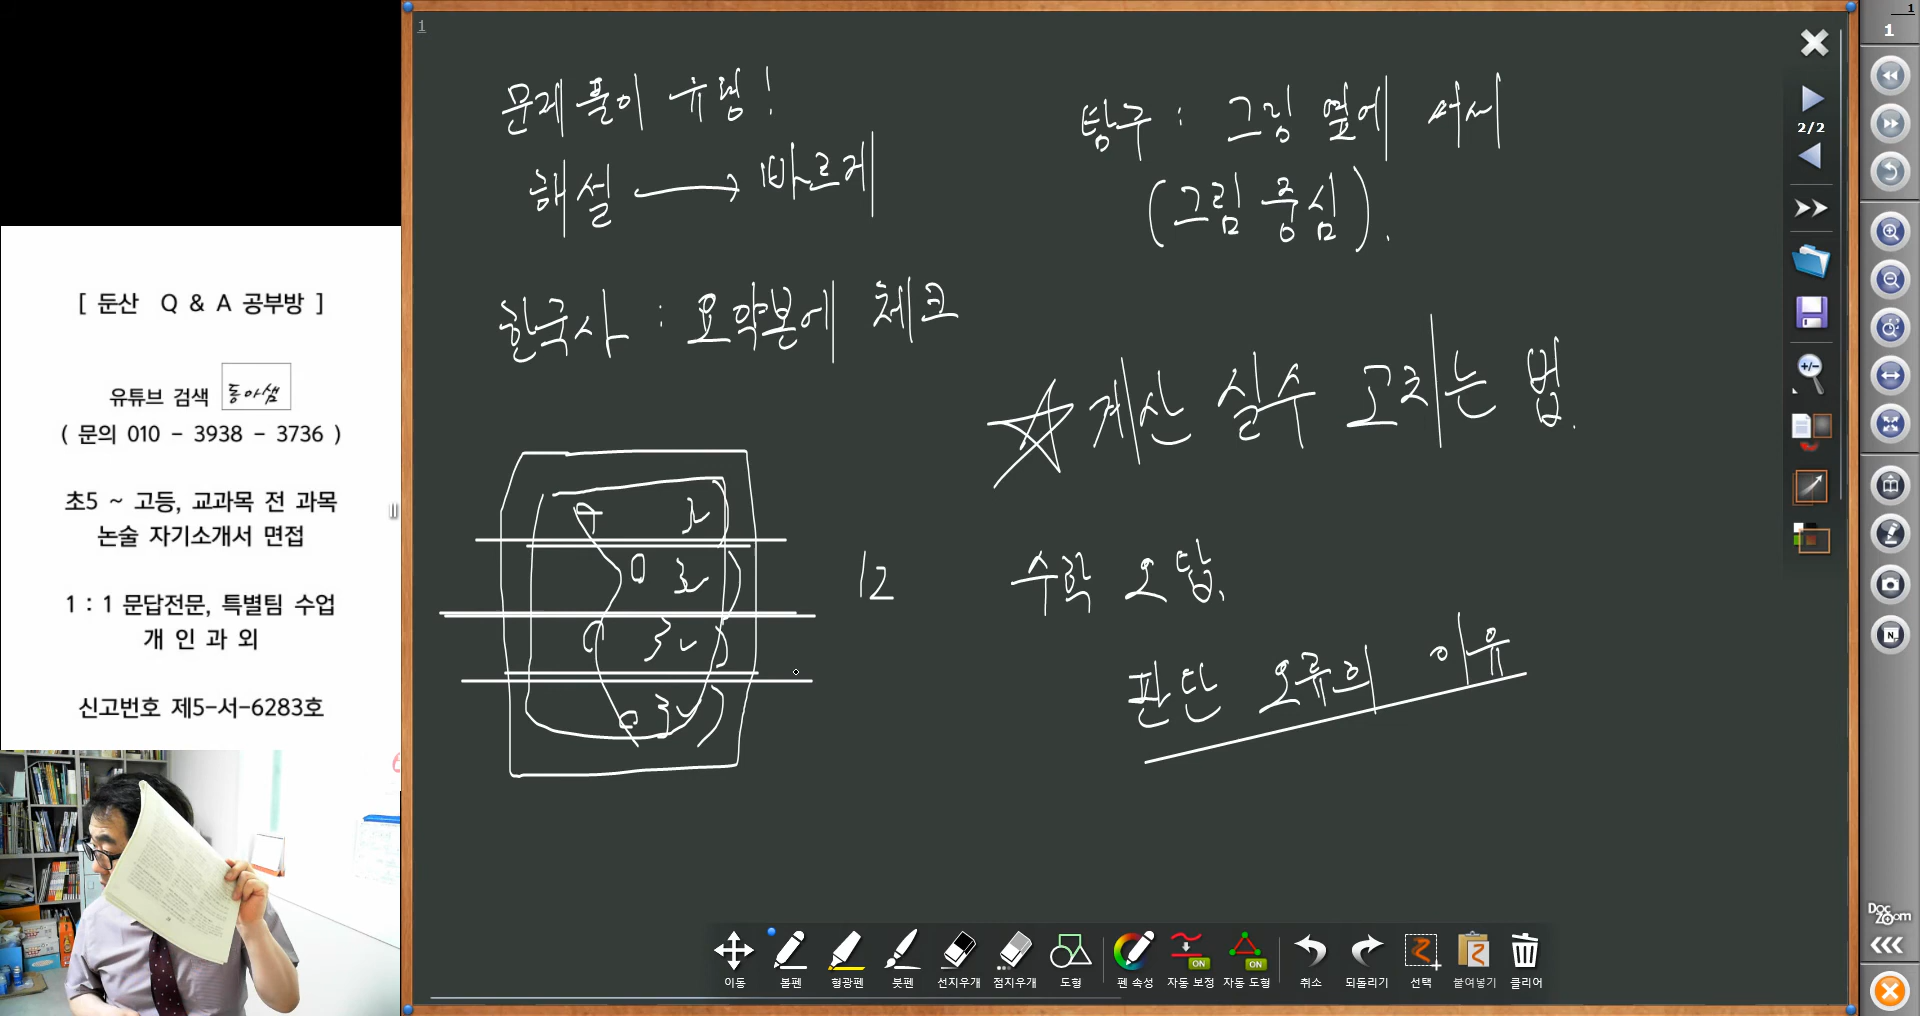 [ 둔산 Q & A 공부방 ]
유튜브 검색 동아샘
( 문의 010 - 3938 - 3736 )
초5 ~ 고등, 교과목 전 과목
논술 자기소개서 면접
1 : 1 문답전문, 특별팀 수업
개 인 과 외
신고번호 제5-서-6283호
1
문제 풀이 유형!
해설 → 바르게
한국사 : 요약본에 체크
탐구 : 그림 옆에 서서
(그림 중심).
☆ 계산 실수 고치는 법.
12
수학 오답.
판단 오류의 이유
2/2
1
1
+/-
N
Doc
Zoom
이동
볼펜
형광펜
붓펜
선지우개
점지우개
도형
펜 속성
ON
자동 보정
ON
자동 도형
취소
되돌리기
선택
붙여넣기
클리어